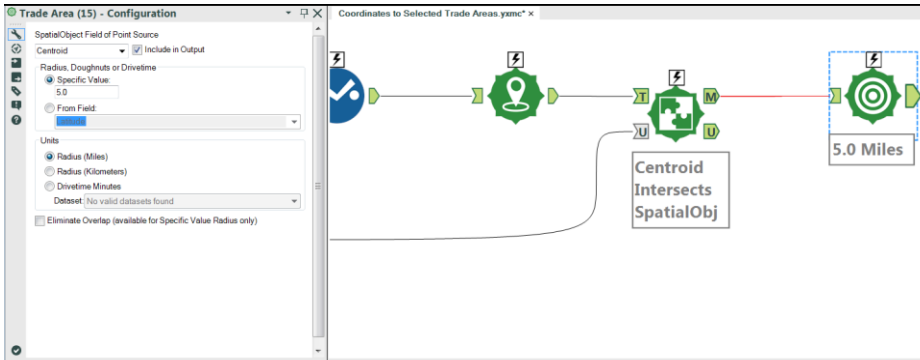 Trade Area (15) - Configuration
SpatialObject Field of Point Source
Centroid
Include in Output
Radius, Doughnuts or Drivetime
Specific Value:
5.0
From Field:
Units
Radius (Miles)
Radius (Kilometers)
Drivetime Minutes
Dataset: No valid datasets found
Eliminate Overlap (available for Specific Value Radius only)
Coordinates to Selected Trade Areas.yxmc* ×
T
M
U
U
5.0 Miles
Centroid
Intersects
SpatialObj